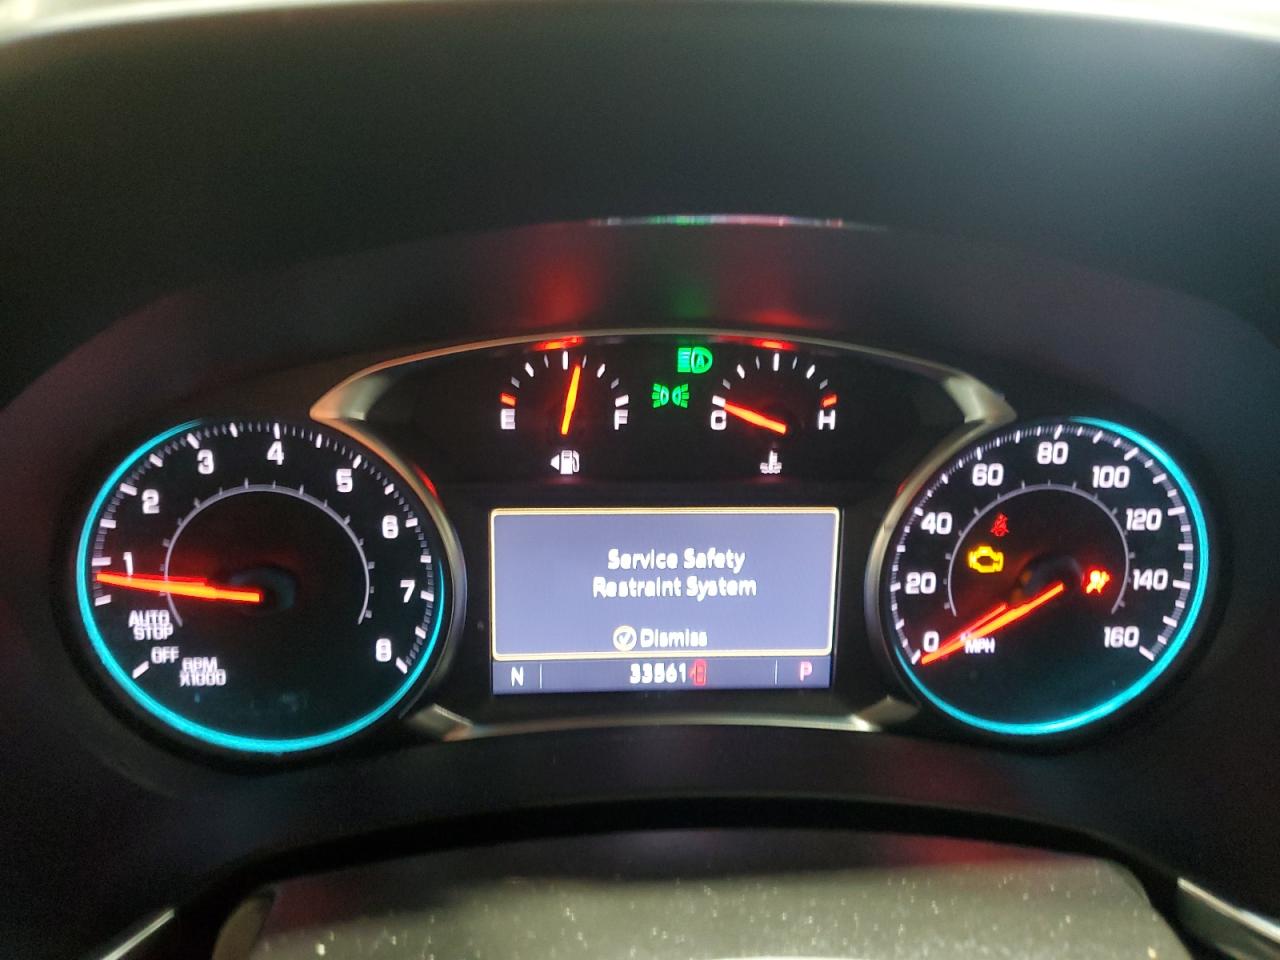 E
F
C
H
1
2
3
4
5
6
7
8
AUTO
STOP
OFF
RPM
X1000
Service Safety
Restraint System
Dismiss
N
33561
P
0
20
40
60
80
100
120
140
160
MPH
A